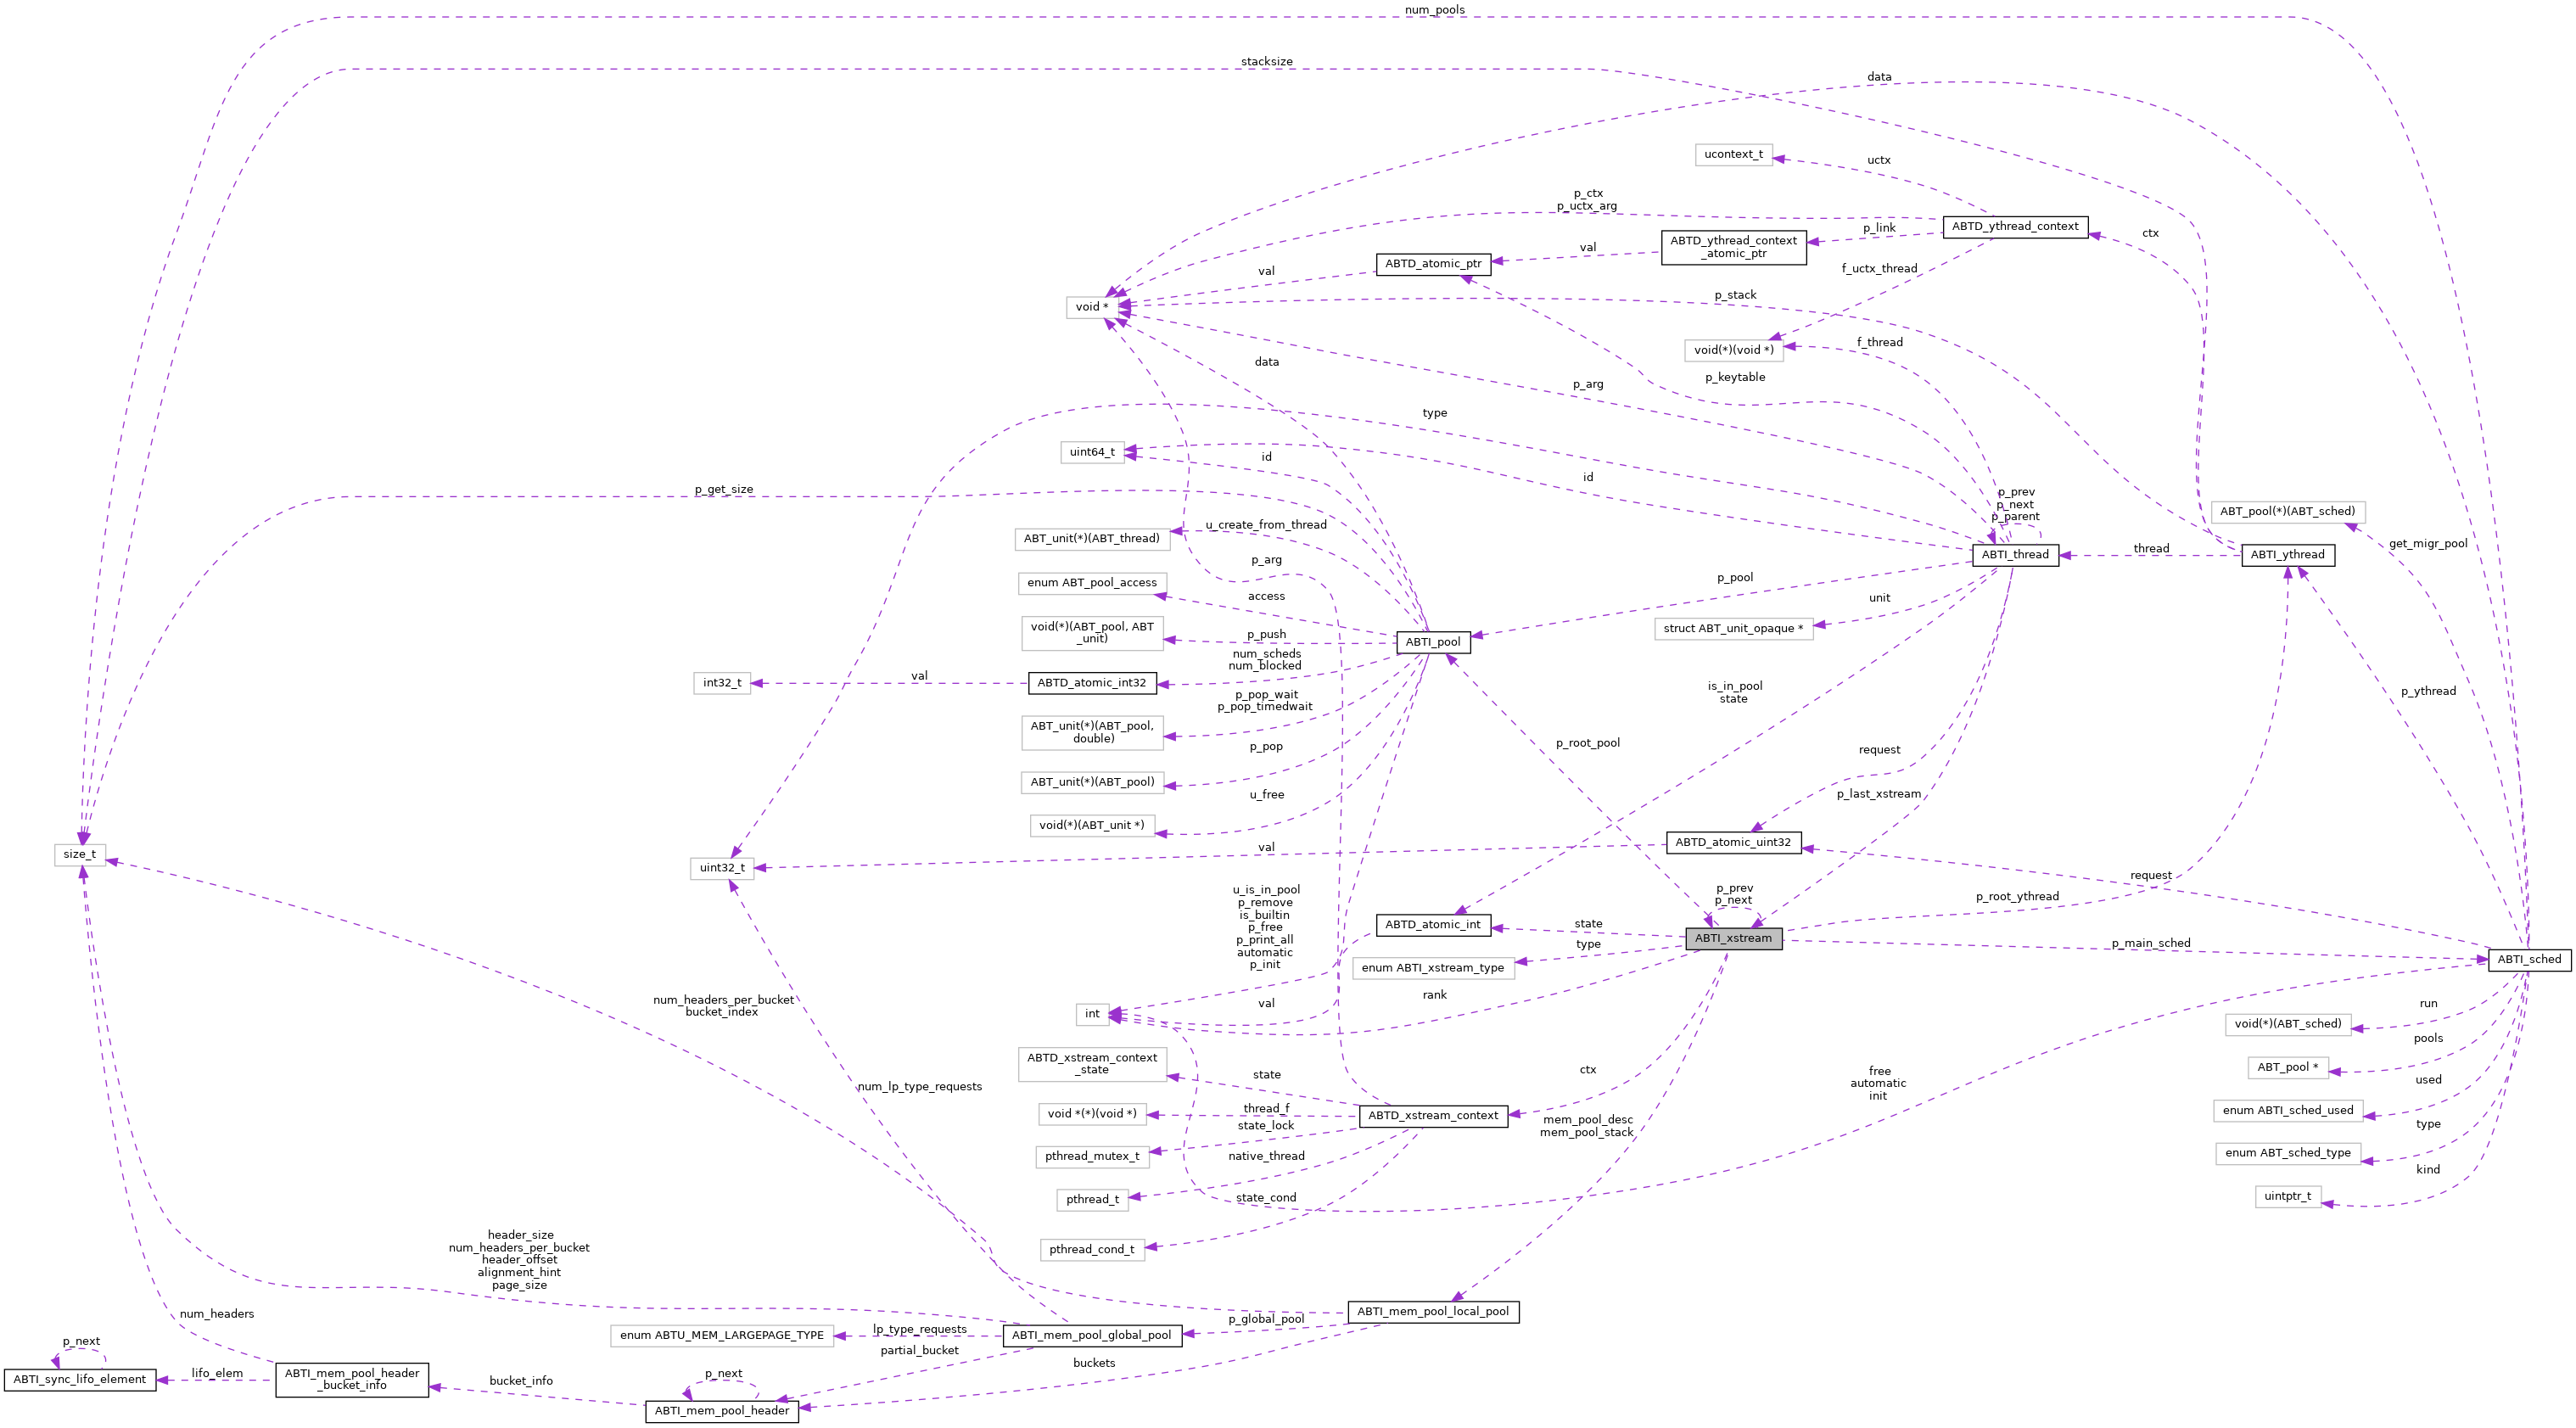 num_pools
stacksize
data
ucontext_t
uctx
p_ctx
p_uctx_arg
ABTD_ythread_context
p_link
ctx
ABTD_ythread_context
_atomic_ptr
val
ABTD_atomic_ptr
val
f_uctx_thread
void *
p_stack
void(*)(void *)
f_thread
data
p_keytable
p_arg
type
uint64_t
id
id
p_get_size
p_prev
p_next
p_parent
ABT_pool(*)(ABT_sched)
u_create_from_thread
ABT_unit(*)(ABT_thread)
get_migr_pool
ABTI_thread
thread
ABTI_ythread
p_arg
enum ABT_pool_access
access
p_pool
unit
void(*)(ABT_pool, ABT
_unit)
p_push
struct ABT_unit_opaque *
ABTI_pool
num_scheds
num_blocked
int32_t
val
ABTD_atomic_int32
is_in_pool
state
p_ythread
p_pop_wait
p_pop_timedwait
ABT_unit(*)(ABT_pool,
double)
p_pop
p_root_pool
request
ABT_unit(*)(ABT_pool)
u_free
p_last_xstream
void(*)(ABT_unit *)
size_t
uint32_t
val
ABTD_atomic_uint32
request
u_is_in_pool
p_remove
is_builtin
p_free
p_print_all
automatic
p_init
p_prev
p_next
p_root_ythread
ABTD_atomic_int
state
ABTI_xstream
p_main_sched
type
enum ABTI_xstream_type
ABTI_sched
rank
num_headers_per_bucket
bucket_index
int
val
run
void(*)(ABT_sched)
pools
ABTD_xstream_context
_state
state
ctx
free
automatic
init
ABT_pool *
used
num_lp_type_requests
void *(*)(void *)
thread_f
ABTD_xstream_context
enum ABTI_sched_used
state_lock
mem_pool_desc
mem_pool_stack
type
pthread_mutex_t
native_thread
enum ABT_sched_type
kind
pthread_t
state_cond
uintptr_t
pthread_cond_t
header_size
num_headers_per_bucket
header_offset
alignment_hint
page_size
num_headers
ABTI_mem_pool_local_pool
p_global_pool
enum ABTU_MEM_LARGEPAGE_TYPE
lp_type_requests
ABTI_mem_pool_global_pool
p_next
partial_bucket
buckets
ABTI_sync_lifo_element
lifo_elem
ABTI_mem_pool_header
_bucket_info
bucket_info
p_next
ABTI_mem_pool_header